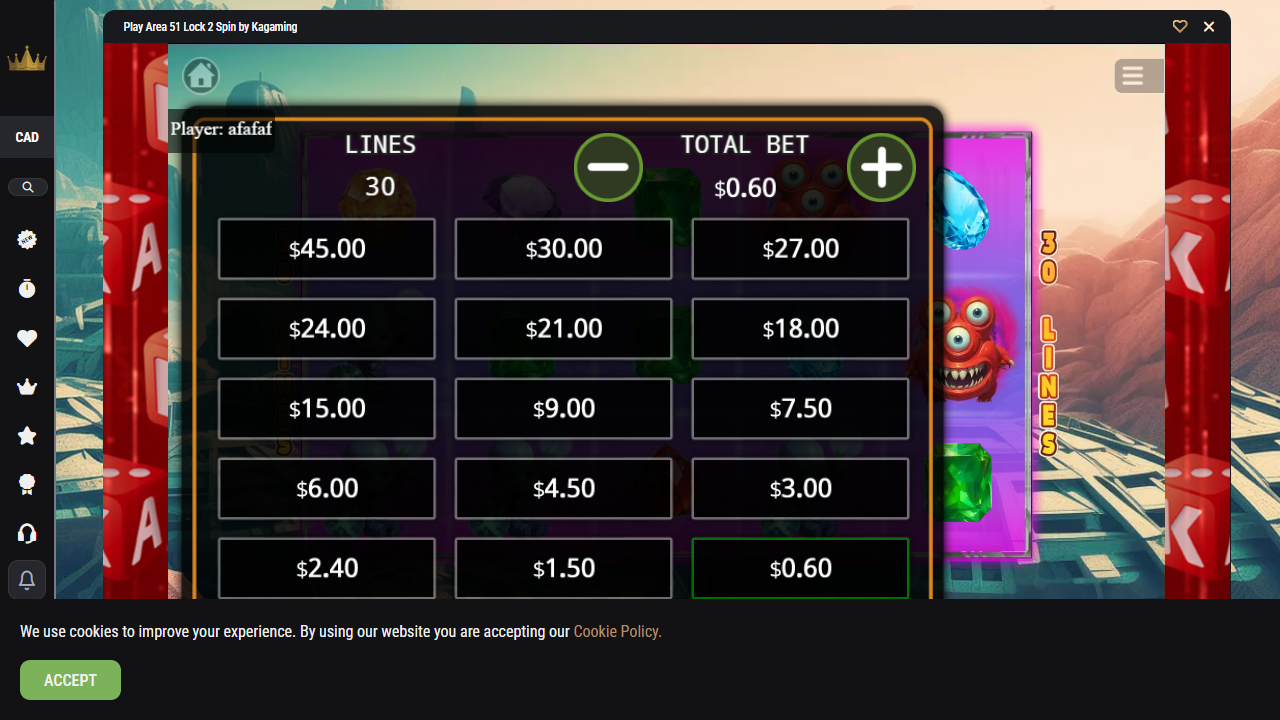 Play Area 51 Lock 2 Spin by Kagaming
CAD
NEW
Player: afafaf
LINES
30
TOTAL BET
$0.60
$45.00
$30.00
$27.00
$24.00
$21.00
$18.00
$15.00
$9.00
$7.50
$6.00
$4.50
$3.00
$2.40
$1.50
$0.60
30 LINES
A
K
A
K
We use cookies to improve your experience. By using our website you are accepting our Cookie Policy.
ACCEPT